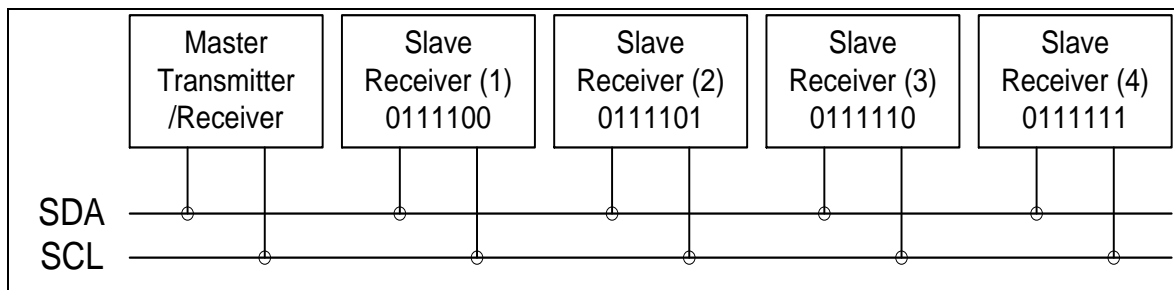 Master
Transmitter
/Receiver
Slave
Receiver (1)
0111100
Slave
Receiver (2)
0111101
Slave
Receiver (3)
0111110
Slave
Receiver (4)
0111111
SDA
SCL